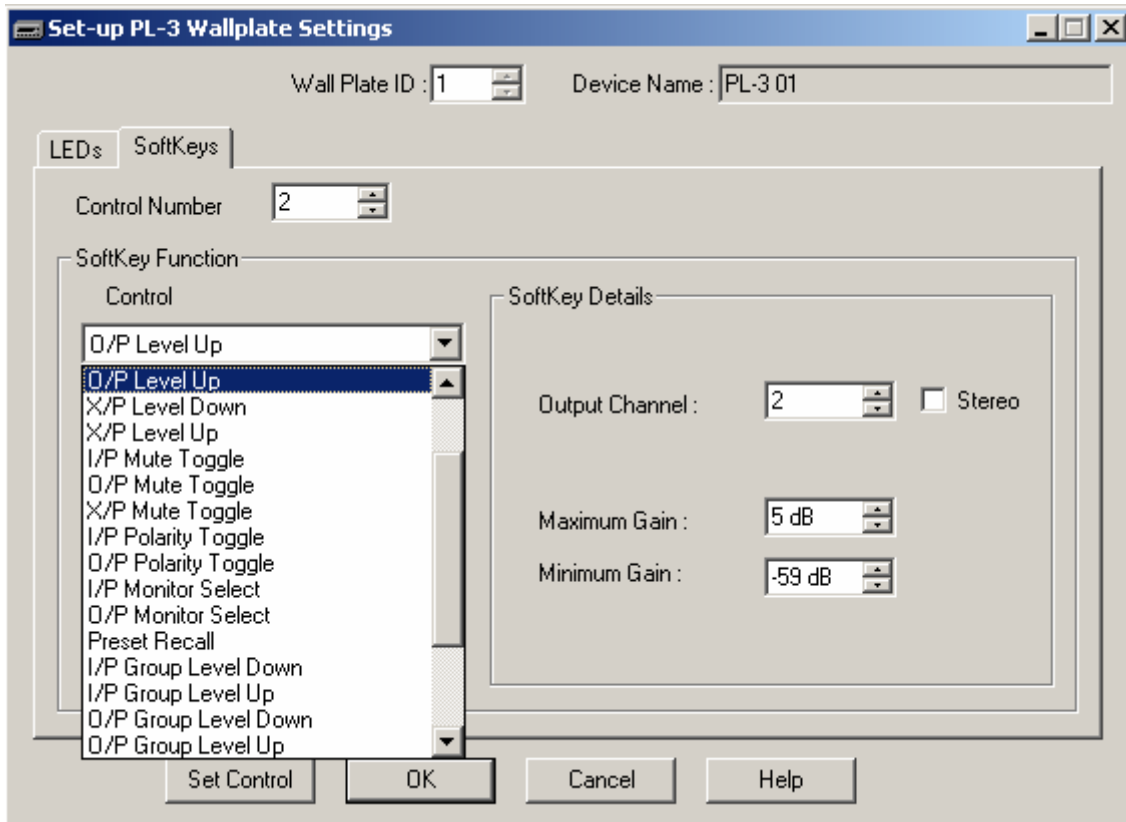 Set-up PL-3 Wallplate Settings
Wall Plate ID : 1 Device Name : PL-3 01
LEDs SoftKeys
Control Number 2
SoftKey Function
Control
O/P Level Up
O/P Level Up
X/P Level Down
X/P Level Up
I/P Mute Toggle
O/P Mute Toggle
X/P Mute Toggle
I/P Polarity Toggle
O/P Polarity Toggle
I/P Monitor Select
O/P Monitor Select
Preset Recall
I/P Group Level Down
I/P Group Level Up
O/P Group Level Down
O/P Group Level Up
SoftKey Details
Output Channel : 2 Stereo
Maximum Gain : 5 dB
Minimum Gain : -59 dB
Set Control OK Cancel Help